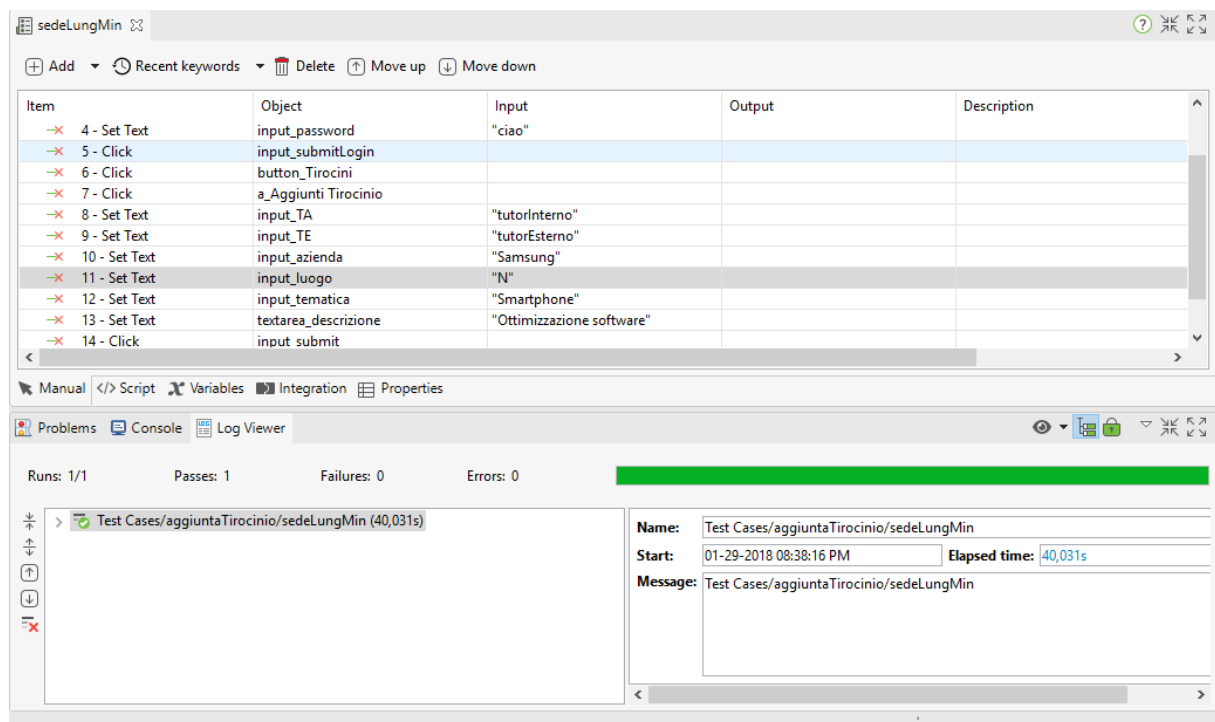 sedeLungMin
Add Recent keywords Delete Move up Move down
Item Object Input Output Description
4 - Set Text input_password "ciao"
5 - Click input_submitLogin
6 - Click button_Tirocini
7 - Click a_Aggiunti Tirocinio
8 - Set Text input_TA "tutorInterno"
9 - Set Text input_TE "tutorEsterno"
10 - Set Text input_azienda "Samsung"
11 - Set Text input_luogo "N"
12 - Set Text input_tematica "Smartphone"
13 - Set Text textarea_descrizione "Ottimizzazione software"
14 - Click input_submit
Manual </> Script Variables Integration Properties
Problems Console Log Viewer
Runs: 1/1 Passes: 1 Failures: 0 Errors: 0
Test Cases/aggiuntaTirocinio/sedeLungMin (40,031s)
Name: Test Cases/aggiuntaTirocinio/sedeLungMin
Start: 01-29-2018 08:38:16 PM Elapsed time: 40,031s
Message: Test Cases/aggiuntaTirocinio/sedeLungMin